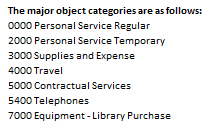 The major object categories are as follows:
0000 Personal Service Regular
2000 Personal Service Temporary
3000 Supplies and Expense
4000 Travel
5000 Contractual Services
5400 Telephones
7000 Equipment - Library Purchase